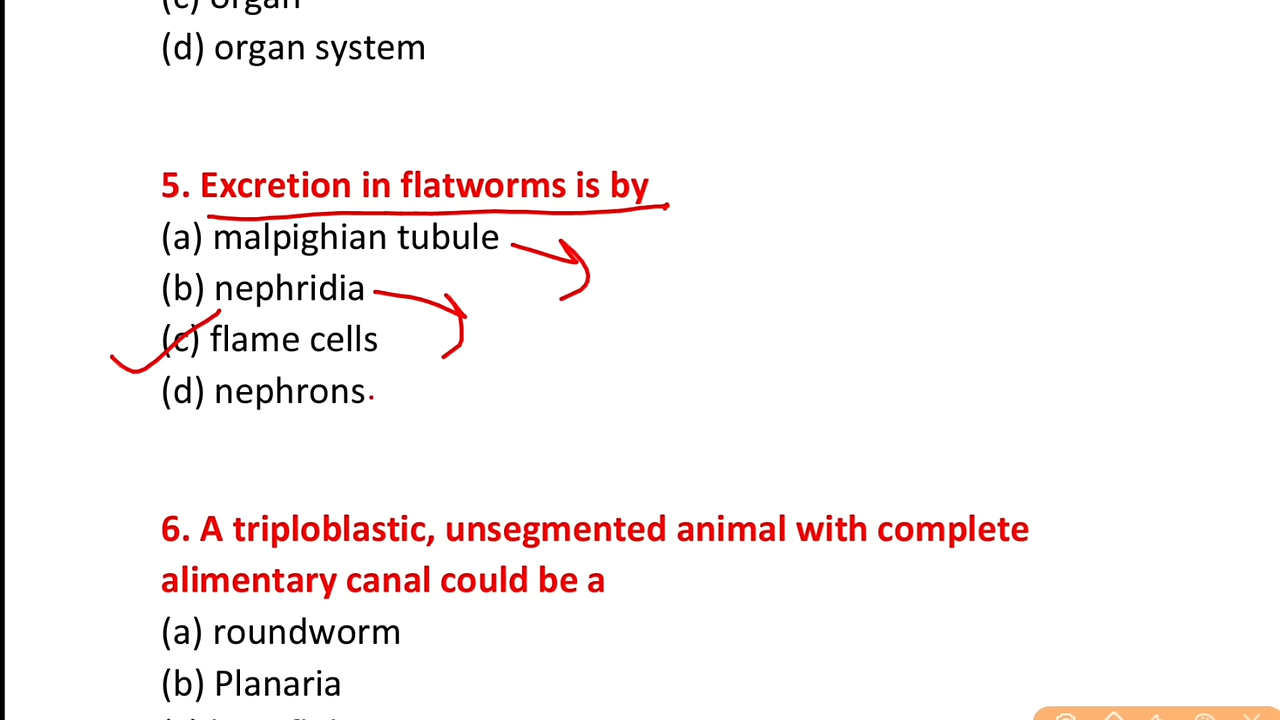 (c) organ
(d) organ system
5. Excretion in flatworms is by
(a) malpighian tubule
(b) nephridia
(c) flame cells
(d) nephrons
6. A triploblastic, unsegmented animal with complete
alimentary canal could be a
(a) roundworm
(b) Planaria